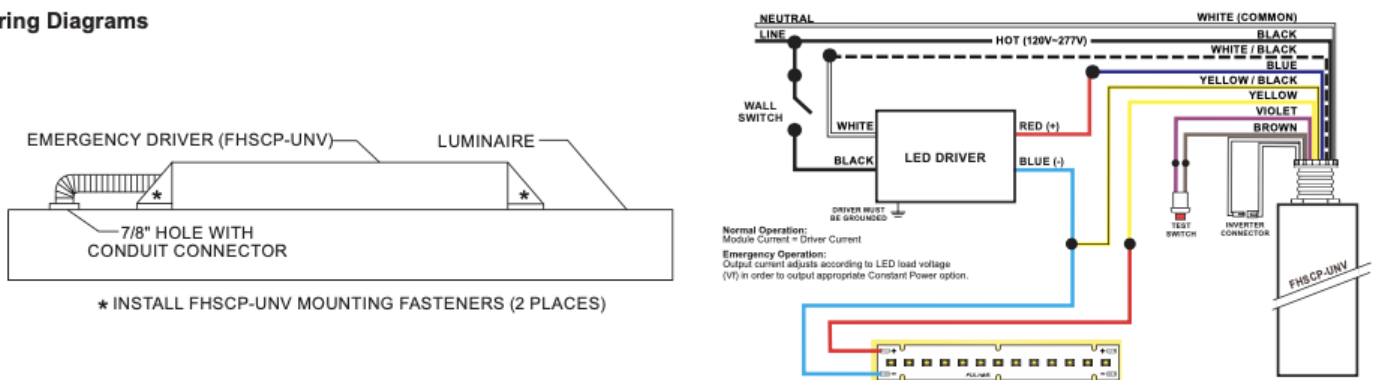 ring Diagrams
EMERGENCY DRIVER (FHSCP-UNV)
LUMINAIRE
*
*
7/8" HOLE WITH
CONDUIT CONNECTOR
* INSTALL FHSCP-UNV MOUNTING FASTENERS (2 PLACES)
NEUTRAL
WHITE (COMMON)
LINE
BLACK
HOT (120V~277V)
WHITE / BLACK
BLUE
YELLOW / BLACK
YELLOW
VIOLET
BROWN
WALL
SWITCH
WHITE
BLACK
LED DRIVER
RED (+)
BLUE (-)
DRIVER MUST
BE GROUNDED
TEST
SWITCH
INVERTER
CONNECTOR
Normal Operation:
Module Current = Driver Current
Emergency Operation:
Output current adjusts according to LED load voltage
(Vf) in order to output appropriate Constant Power option.
FHSCP-UNV
+
+
-
-